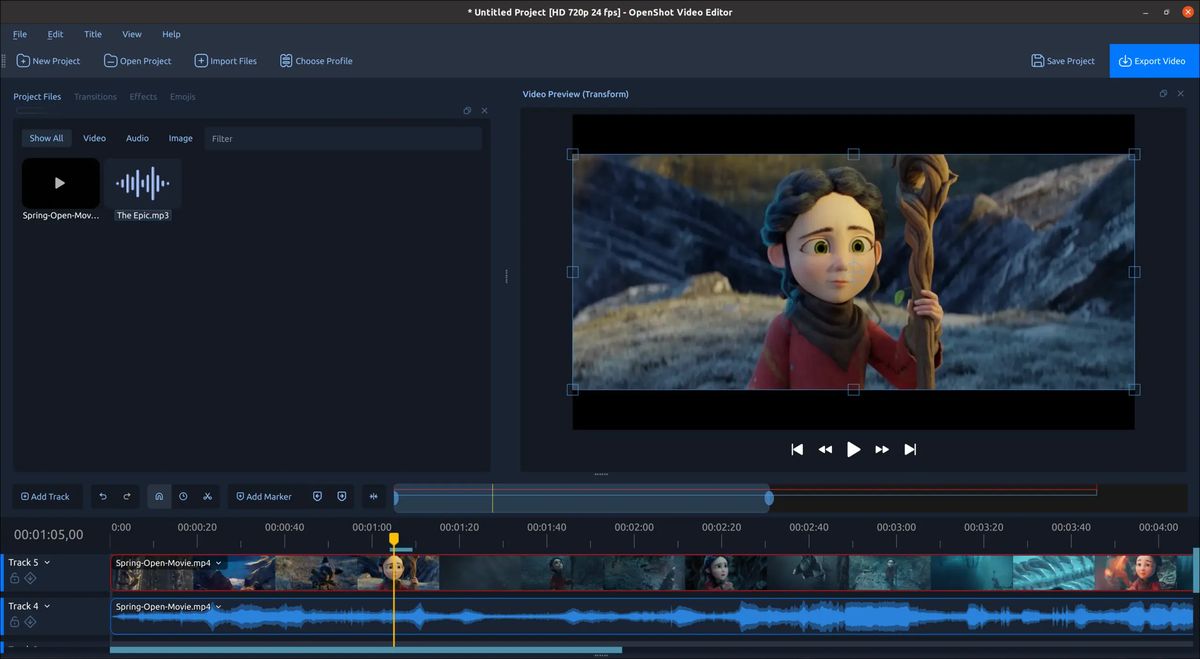 * Untitled Project [HD 720p 24 fps] - OpenShot Video Editor
File Edit Title View Help
New Project Open Project Import Files Choose Profile Save Project Export Video
Project Files Transitions Effects Emojis
Video Preview (Transform)
Show All Video Audio Image Filter
Spring-Open-Mov... The Epic.mp3
Add Track Add Marker
00:01:05,00
0:00 00:00:20 00:00:40 00:01:00 00:01:20 00:01:40 00:02:00 00:02:20 00:02:40 00:03:00 00:03:20 00:03:40 00:04:00
Track 5 Spring-Open-Movie.mp4
Track 4 Spring-Open-Movie.mp4